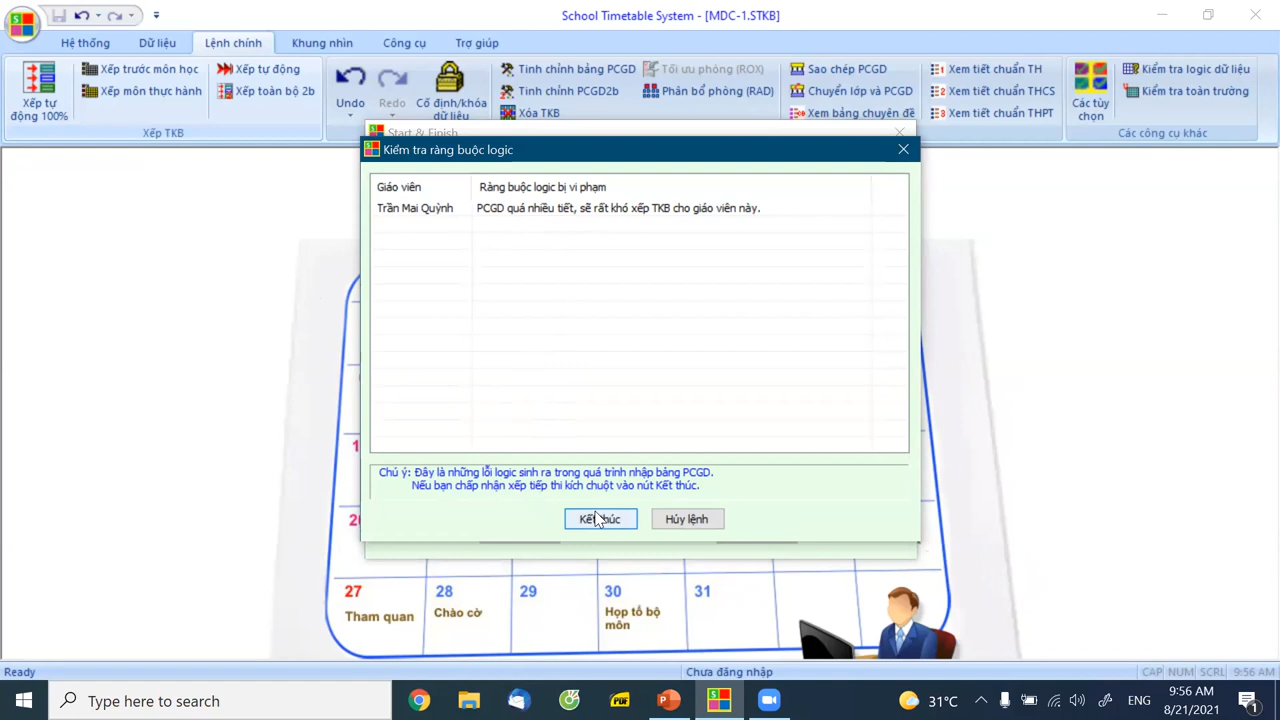 School Timetable System - [MDC-1.STKB]
Hệ thống Dữ liệu Lệnh chính Khung nhìn Công cụ Trợ giúp
Xếp tự động 100%
Xếp trước môn học
Xếp môn thực hành
Xếp tự động
Xếp toàn bộ 2b
Xếp TKB
Undo
Redo
Cố định/khóa dữ liệu
Tinh chỉnh bảng PCGD
Tinh chỉnh PCGD2b
Xóa TKB
Tối ưu phòng (ROX)
Phân bổ phòng (RAD)
Sao chép PCGD
Chuyển lớp và PCGD
Xem bảng chuyên đề
Xem tiết chuẩn TH
Xem tiết chuẩn THCS
Xem tiết chuẩn THPT
Các tùy chọn
Kiểm tra logic dữ liệu
Kiểm tra toàn trường
Các công cụ khác
Start & Finish
Kiểm tra ràng buộc logic
Giáo viên Ràng buộc logic bị vi phạm
Trần Mai Quỳnh PCGD quá nhiều tiết, sẽ rất khó xếp TKB cho giáo viên này.
Chú ý: Đây là những lỗi logic sinh ra trong quá trình nhập bảng PCGD.
Nếu bạn chấp nhận xếp tiếp thì kích chuột vào nút Kết thúc.
Kết thúc Hủy lệnh
27 28 29 30 31
Tham quan Chào cờ Họp tổ bộ
môn
Ready Chưa đăng nhập CAP NUM SCRL 9:56 AM
Type here to search
PDF
31°C ENG
9:56 AM
8/21/2021
1